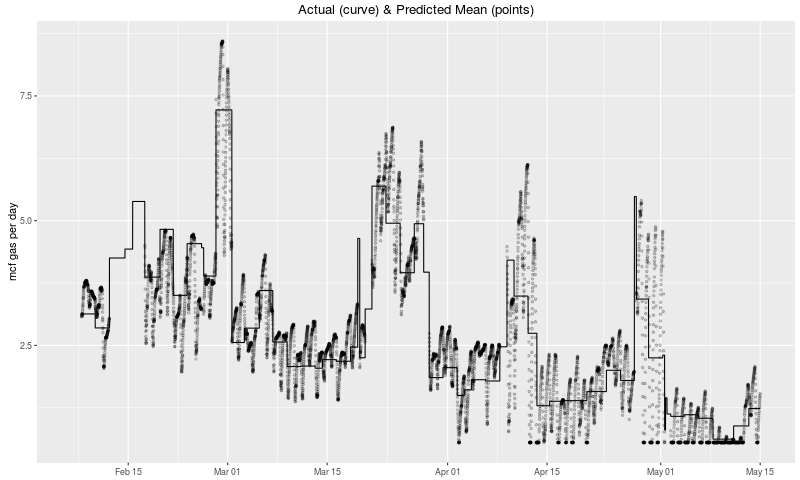 Actual (curve) & Predicted Mean (points)
mcf gas per day
7.5
5.0
2.5
Feb 15 Mar 01 Mar 15 Apr 01 Apr 15 May 01 May 15